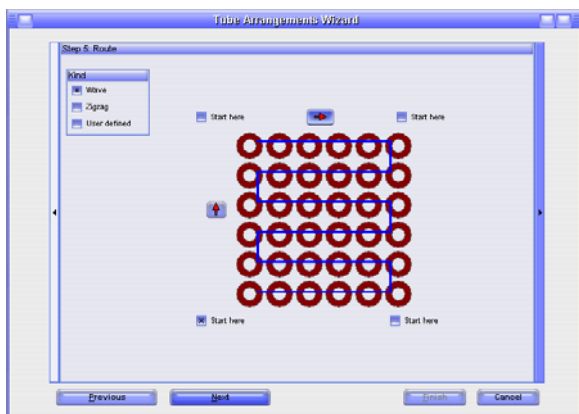 Tube Arrangements Wizard
Step 5: Route
Kind
Wave
Zigzag
User defined
Start here
Start here
Start here
Start here
Previous
Next
Finish
Cancel